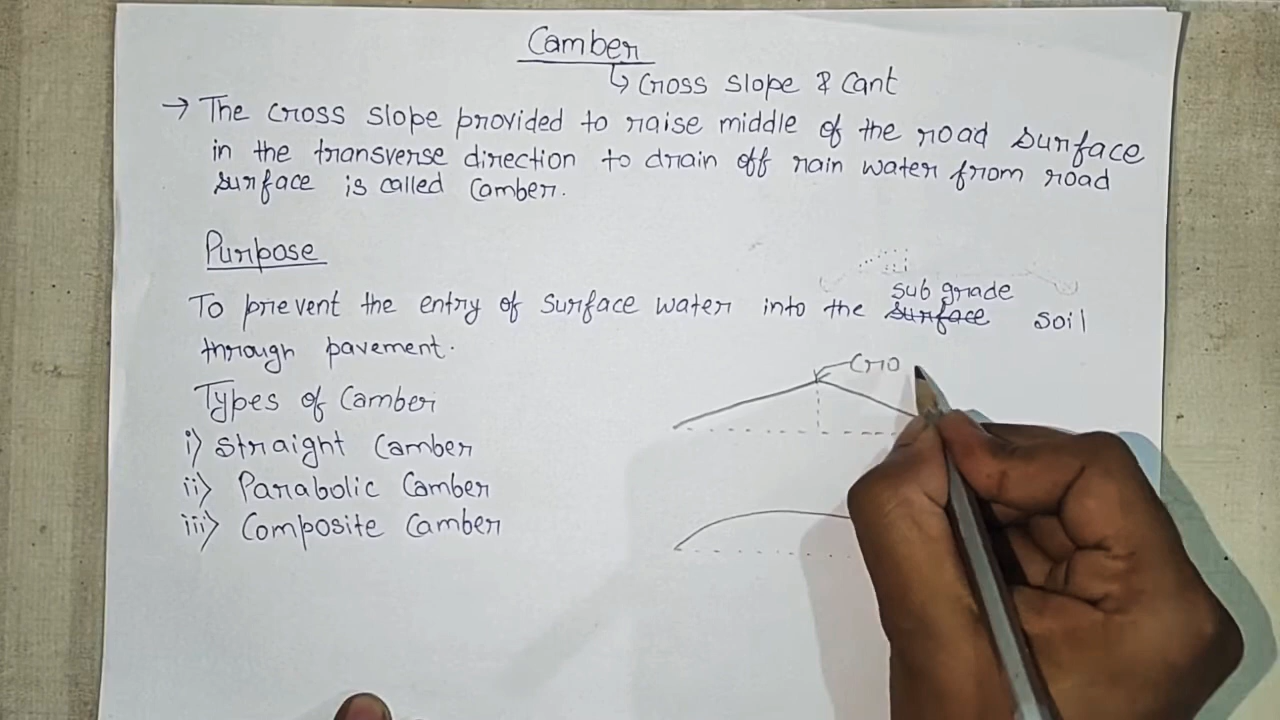 Camber
↳ Cross slope & Cant
→ The cross slope provided to raise middle of the road surface
in the transverse direction to drain off rain water from road
surface is called Camber.
Purpose
sub grade
To prevent the entry of surface water into the surface soil
through pavement.
Types of Camber
i) straight Camber
ii) Parabolic Camber
iii) Composite Camber
Cro